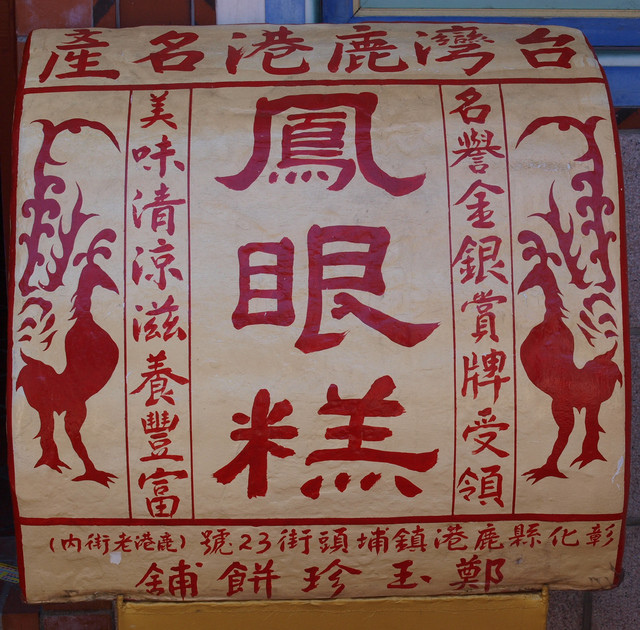 台灣鹿港名產
名譽金銀賞牌受領
鳳眼糕
美味清涼滋養豐富
彰化縣鹿港鎮埔頭街23號(鹿港老街內)
鄭玉珍餅舖